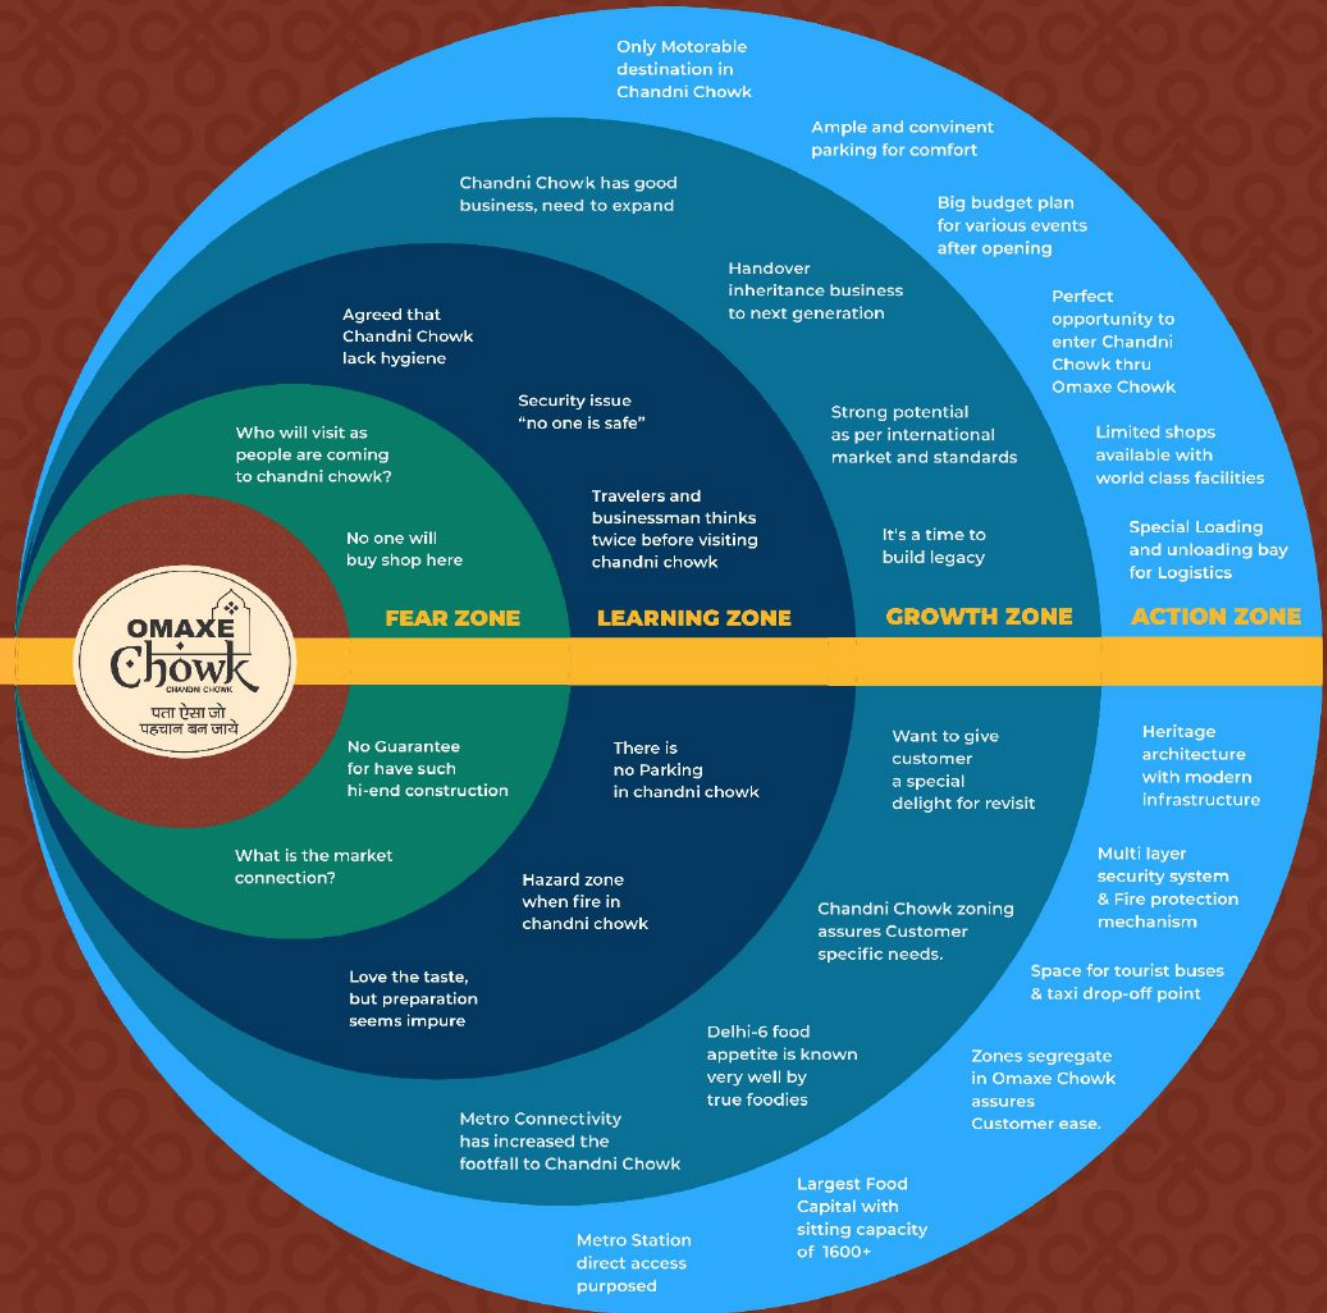 Only Motorable
destination in
Chandni Chowk
Ample and convinent
parking for comfort
Chandni Chowk has good
business, need to expand
Big budget plan
for various events
after opening
Handover
inheritance business
to next generation
Perfect
opportunity to
enter Chandni
Chowk thru
Omaxe Chowk
Agreed that
Chandni Chowk
lack hygiene
Security issue
“no one is safe”
Strong potential
as per international
market and standards
Limited shops
available with
world class facilities
Who will visit as
people are coming
to chandni chowk?
Travelers and
businessman thinks
twice before visiting
chandni chowk
No one will
buy shop here
It's a time to
build legacy
Special Loading
and unloading bay
for Logistics
FEAR ZONE
LEARNING ZONE
GROWTH ZONE
ACTION ZONE
OMAXE
Chowk
CHANDNI CHOWK
पता ऐसा जो
पहचान बन जाये
No Guarantee
for have such
hi-end construction
There is
no Parking
in chandni chowk
Want to give
customer
a special
delight for revisit
Heritage
architecture
with modern
infrastructure
What is the market
connection?
Hazard zone
when fire in
chandni chowk
Multi layer
security system
& Fire protection
mechanism
Chandni Chowk zoning
assures Customer
specific needs.
Love the taste,
but preparation
seems impure
Space for tourist buses
& taxi drop-off point
Delhi-6 food
appetite is known
very well by
true foodies
Zones segregate
in Omaxe Chowk
assures
Customer ease.
Metro Connectivity
has increased the
footfall to Chandni Chowk
Largest Food
Capital with
sitting capacity
of 1600+
Metro Station
direct access
purposed